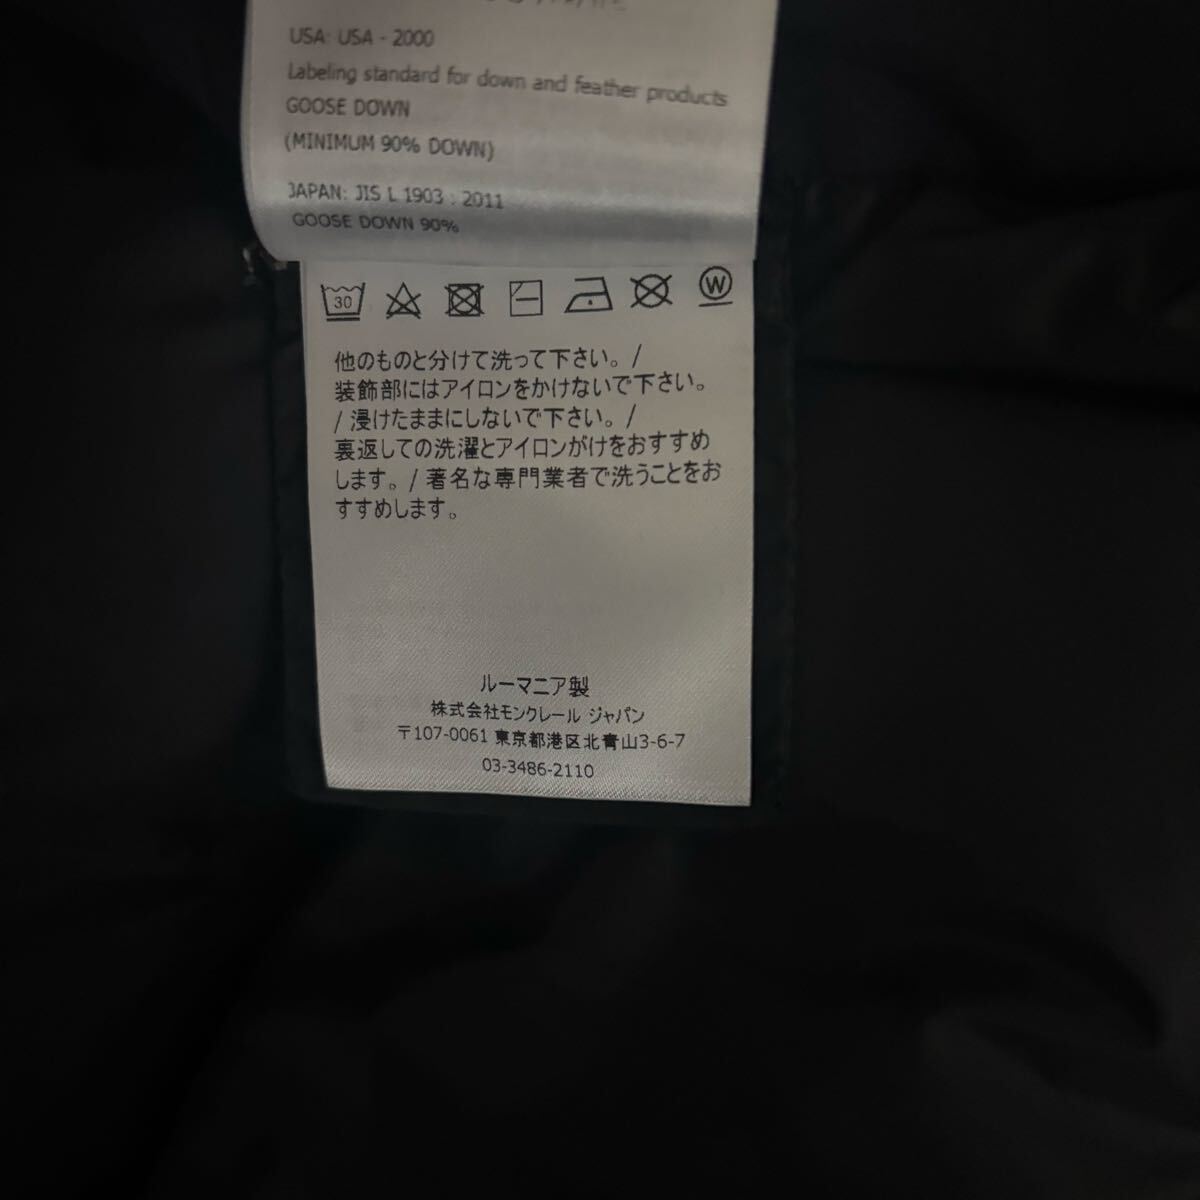 USA: USA - 2000
Labeling standard for down and feather products
GOOSE DOWN
(MINIMUM 90% DOWN)
JAPAN: JIS L 1903 : 2011
GOOSE DOWN 90%
30
W
他のものと分けて洗って下さい。/
装飾部にはアイロンをかけないで下さい。
/ 浸けたままにしないで下さい。/
裏返しての洗濯とアイロンがけをおすすめ
します。/ 著名な専門業者で洗うことをお
すすめします。
ルーマニア製
株式会社モンクレール ジャパン
〒107-0061 東京都港区北青山3-6-7
03-3486-2110